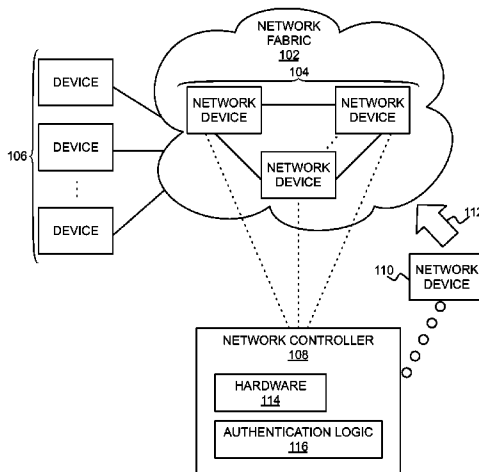 NETWORK
FABRIC
102
104
DEVICE
NETWORK
DEVICE
NETWORK
DEVICE
DEVICE
106
NETWORK
DEVICE
DEVICE
112
110
NETWORK
DEVICE
NETWORK CONTROLLER
108
HARDWARE
114
AUTHENTICATION LOGIC
116